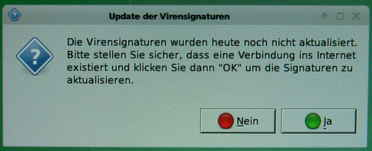 Update der Virensignaturen
Die Virensignaturen wurden heute noch nicht aktualisiert.
Bitte stellen Sie sicher, dass eine Verbindung ins Internet
existiert und klicken Sie dann "OK" um die Signaturen zu
aktualisieren.
Nein
Ja